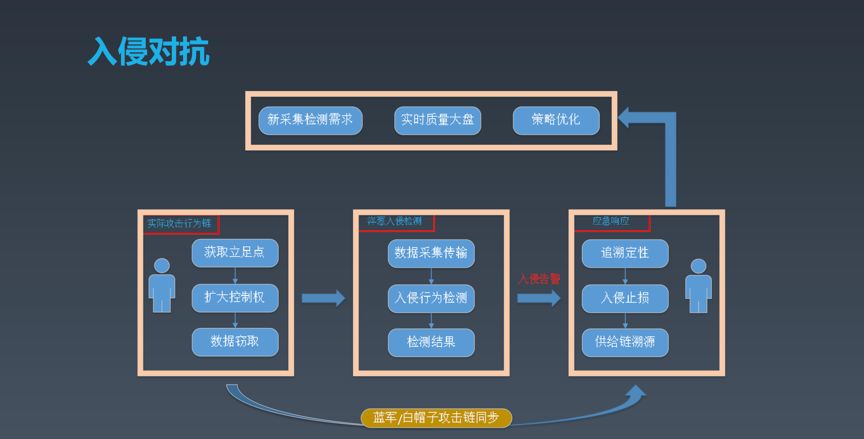 入侵对抗
新采集检测需求
实时质量大盘
策略优化
实际攻击行为链
获取立足点
扩大控制权
数据窃取
洋葱入侵检测
数据采集传输
入侵行为检测
检测结果
入侵告警
应急响应
追溯定性
入侵止损
供给链溯源
蓝军/白帽子攻击链同步